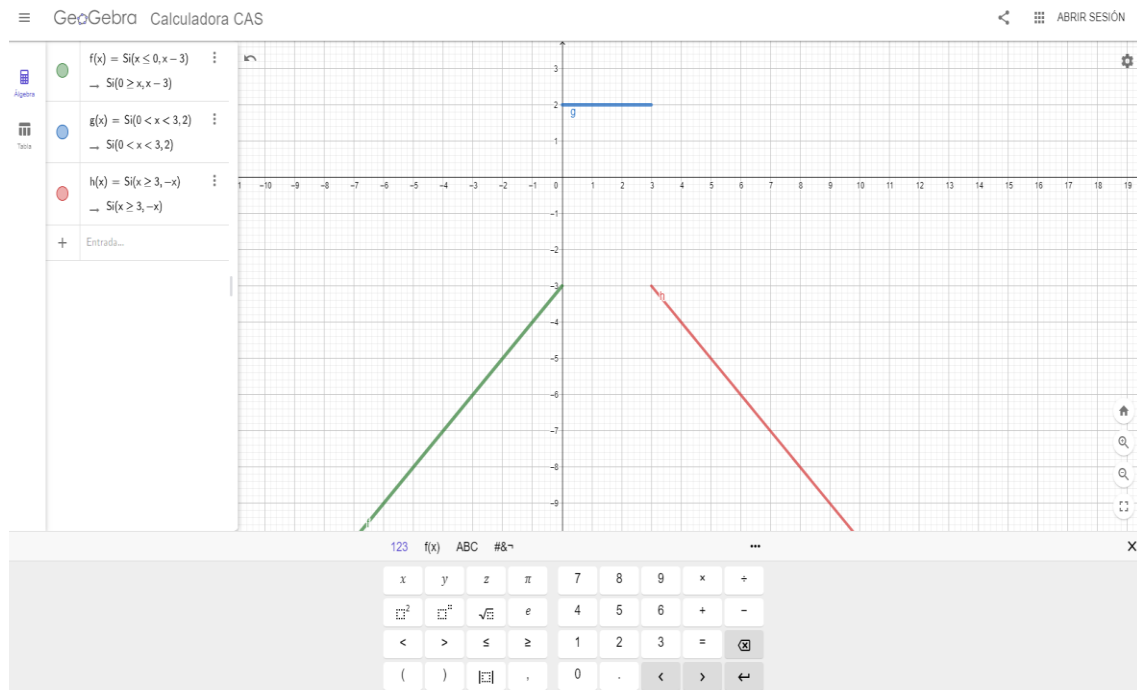 GeoGebra Calculadora CAS
ABRIR SESIÓN
Álgebra
Tabla
f(x) = Si(x ≤ 0, x − 3)
→ Si(0 ≥ x, x − 3)
g(x) = Si(0 < x < 3, 2)
→ Si(0 < x < 3, 2)
h(x) = Si(x ≥ 3, −x)
→ Si(x ≥ 3, −x)
+ Entrada...
3
2
g
1
−10 −9 −8 −7 −6 −5 −4 −3 −2 −1 0 1 2 3 4 5 6 7 8 9 10 11 12 13 14 15 16 17 18 19
−1
−2
−3
h
−4
−5
−6
−7
−8
−9
f
123 f(x) ABC #&¬ ... X
x y z π 7 8 9 × ÷
e 4 5 6 + −
< > ≤ ≥ 1 2 3 =
( ) , 0 . < >